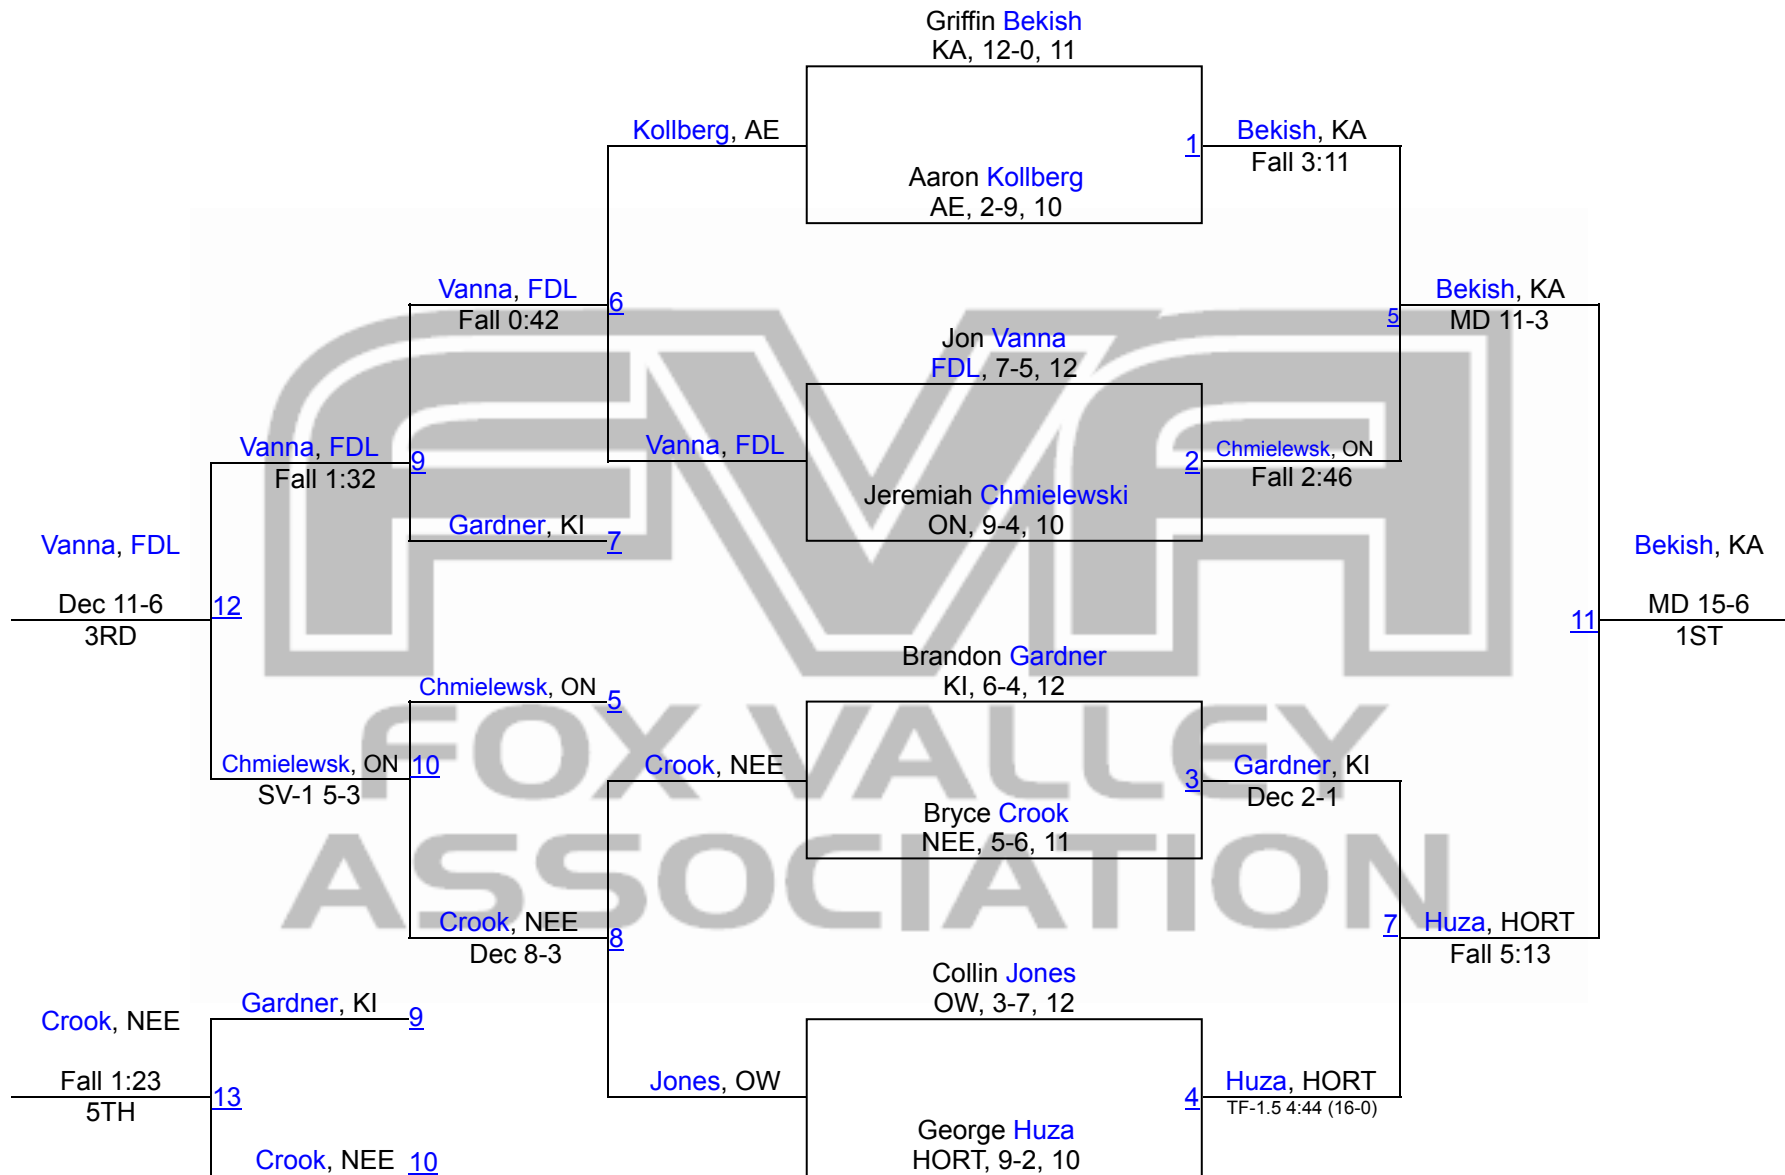 Griffin Bekish
KA, 12-0, 11
Kollberg, AE
1
Bekish, KA
Fall 3:11
Aaron Kollberg
AE, 2-9, 10
Vanna, FDL
Fall 0:42
6
5
Bekish, KA
MD 11-3
Jon Vanna
FDL, 7-5, 12
Vanna, FDL
Fall 1:32
9
Vanna, FDL
2
Chmielewsk, ON
Fall 2:46
Jeremiah Chmielewski
ON, 9-4, 10
Gardner, KI
7
Vanna, FDL
Dec 11-6
3RD
12
Bekish, KA
MD 15-6
1ST
11
Brandon Gardner
KI, 6-4, 12
Chmielewsk, ON
5
FOX VALLEY
ASSOCIATION
FVA
Chmielewsk, ON
SV-1 5-3
10
Crook, NEE
3
Gardner, KI
Dec 2-1
Bryce Crook
NEE, 5-6, 11
Crook, NEE
Dec 8-3
8
7
Huza, HORT
Fall 5:13
Collin Jones
OW, 3-7, 12
Gardner, KI
9
Crook, NEE
Fall 1:23
5TH
13
Jones, OW
4
Huza, HORT
TF-1.5 4:44 (16-0)
George Huza
HORT, 9-2, 10
Crook, NEE
10